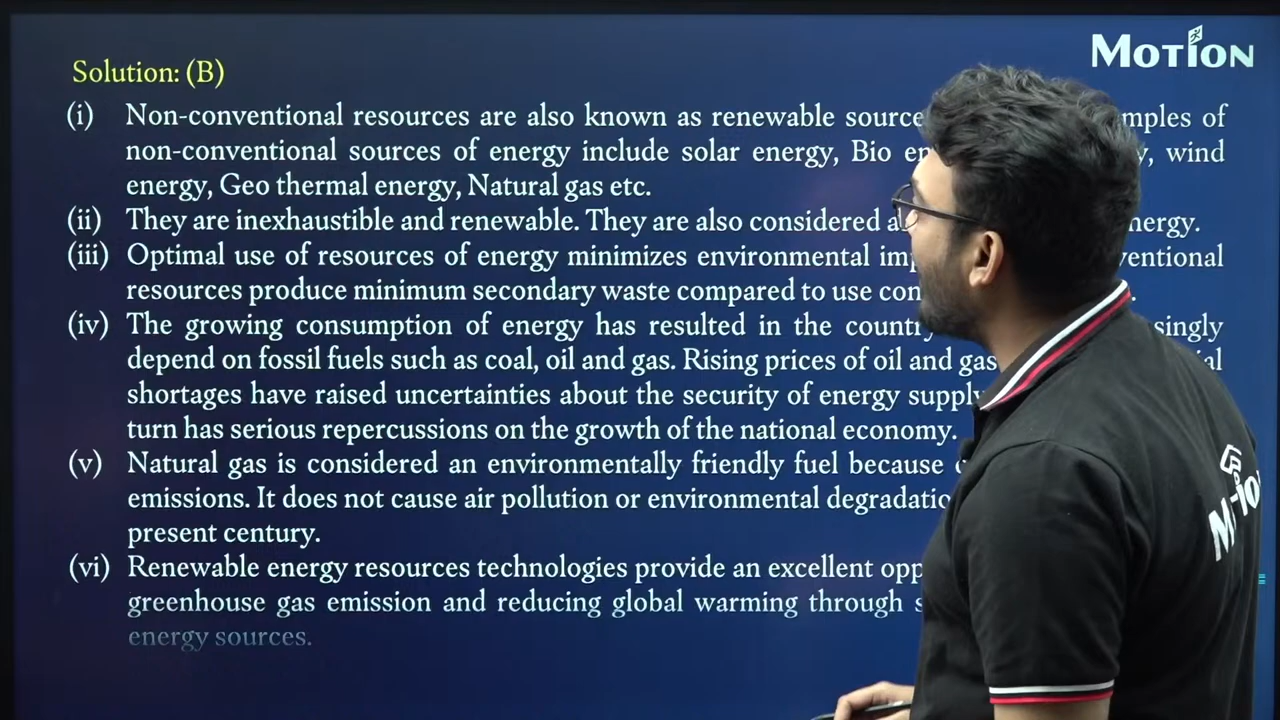 MOTION
Solution: (B)
(i) Non-conventional resources are also known as renewable mples of
non-conventional sources of energy include solar energy, Bio wind
energy, Geo thermal energy, Natural gas etc.
(ii) They are inexhaustible and renewable. They are also considered
(iii) Optimal use of resources of energy minimizes environmental
resources produce minimum secondary waste compared to use
(iv) The growing consumption of energy has resulted in the
depend on fossil fuels such as coal, oil and gas. Rising prices of oil and gas
shortages have raised uncertainties about the security of energy
turn has serious repercussions on the growth of the national economy.
(v) Natural gas is considered an environmentally friendly fuel because
emissions. It does not cause air pollution or environmental
present century.
(vi) Renewable energy resources technologies provide an excellent
greenhouse gas emission and reducing global warming through
energy sources.